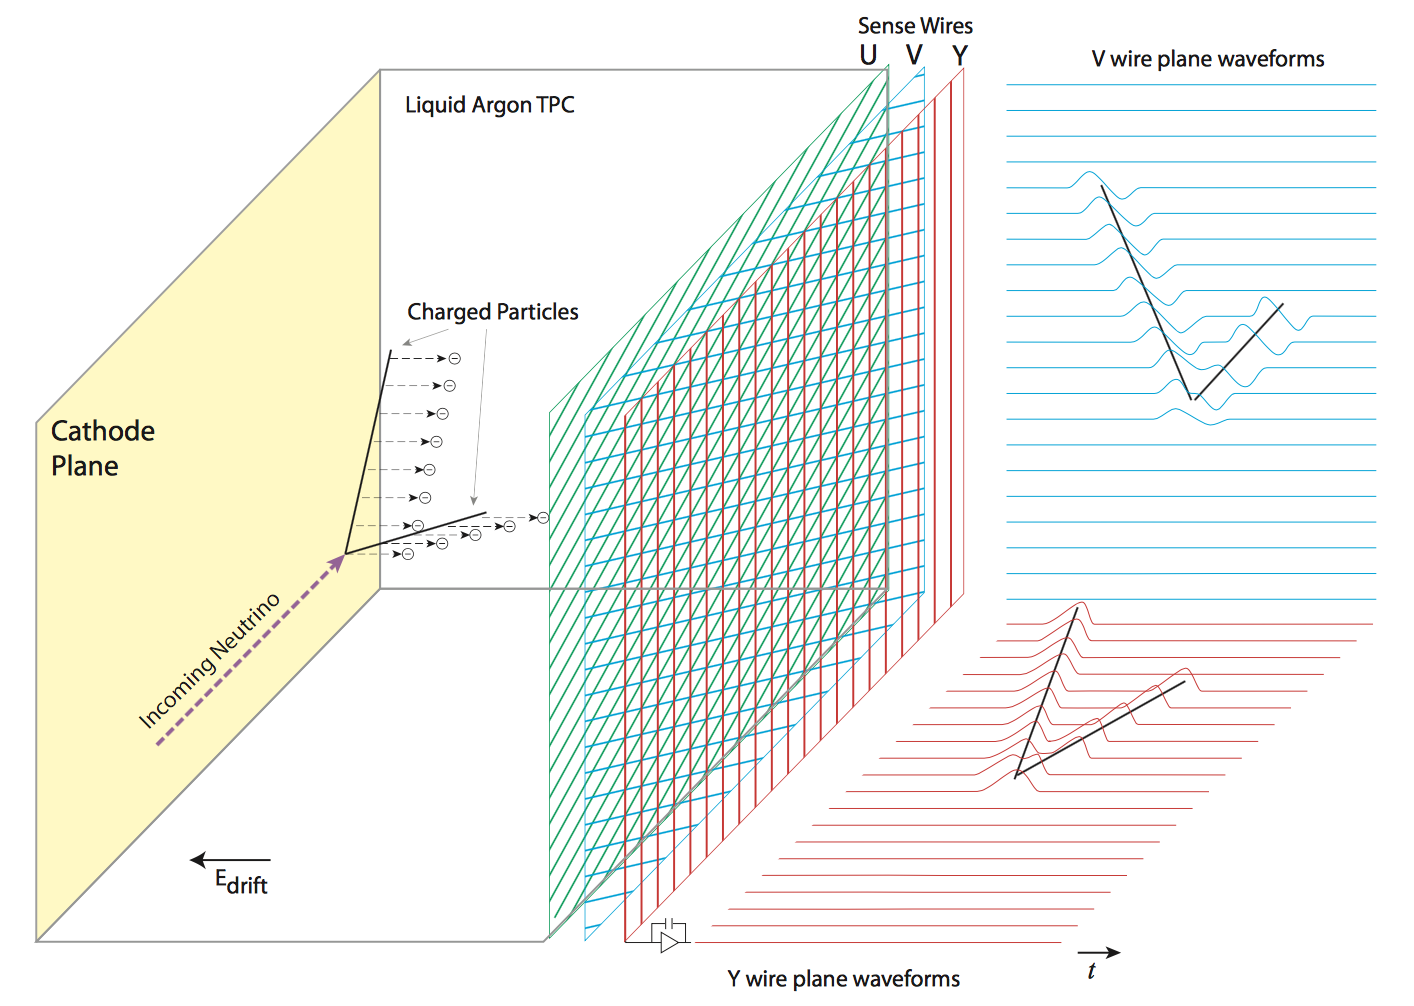 Sense Wires
U V Y
V wire plane waveforms
Liquid Argon TPC
Charged Particles
Cathode
Plane
Incoming Neutrino
Edrift
t
Y wire plane waveforms